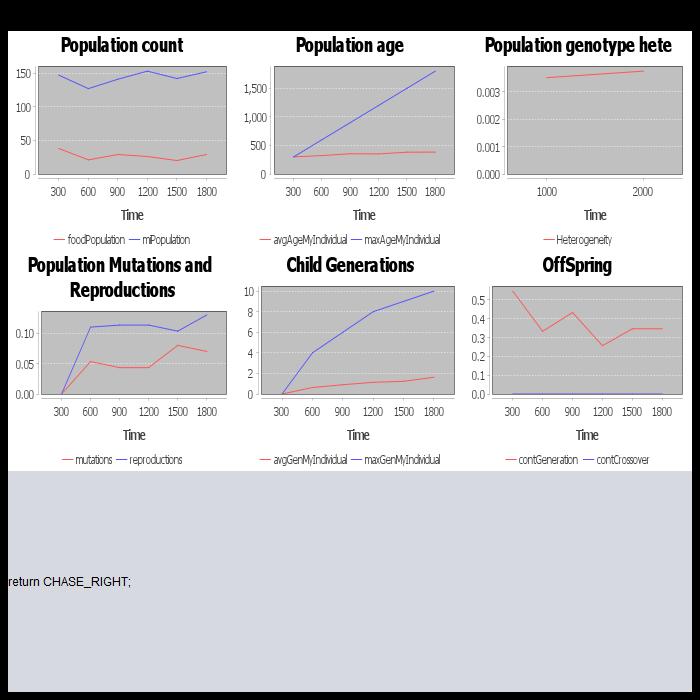 Population count
150
100
50
0
300 600 900 1200 1500 1800
Time
foodPopulation miPopulation
Population age
1,500
1,000
500
0
300 600 900 1200 1500 1800
Time
avgAgeMyIndividual maxAgeMyIndividual
Population genotype hete
0.003
0.002
0.001
0.000
1000 2000
Time
Heterogeneity
Population Mutations and
Reproductions
0.10
0.05
0.00
300 600 900 1200 1500 1800
Time
mutations reproductions
Child Generations
10
8
6
4
2
0
300 600 900 1200 1500 1800
Time
avgGenMyIndividual maxGenMyIndividual
OffSpring
0.5
0.4
0.3
0.2
0.1
0.0
300 600 900 1200 1500 1800
Time
contGeneration contCrossover
return CHASE_RIGHT;